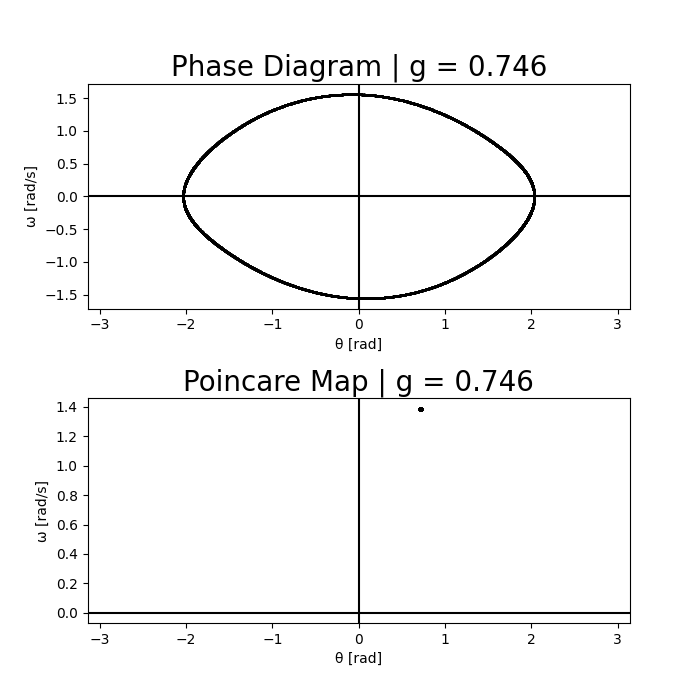 Phase Diagram | g = 0.746
1.5
1.0
0.5
0.0
−0.5
−1.0
−1.5
ω [rad/s]
−3 −2 −1 0 1 2 3
θ [rad]
Poincare Map | g = 0.746
1.4
1.2
1.0
0.8
0.6
0.4
0.2
0.0
ω [rad/s]
−3 −2 −1 0 1 2 3
θ [rad]